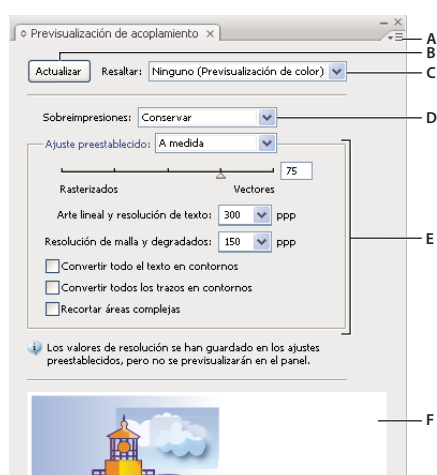 Previsualización de acoplamiento
A
B
Actualizar Resaltar: Ninguno (Previsualización de color)
C
Sobreimpresiones: Conservar
D
Ajuste preestablecido: A medida
75
Rasterizados Vectores
Arte lineal y resolución de texto: 300 ppp
Resolución de malla y degradados: 150 ppp
E
Convertir todo el texto en contornos
Convertir todos los trazos en contornos
Recortar áreas complejas
Los valores de resolución se han guardado en los ajustes
preestablecidos, pero no se previsualizarán en el panel.
F